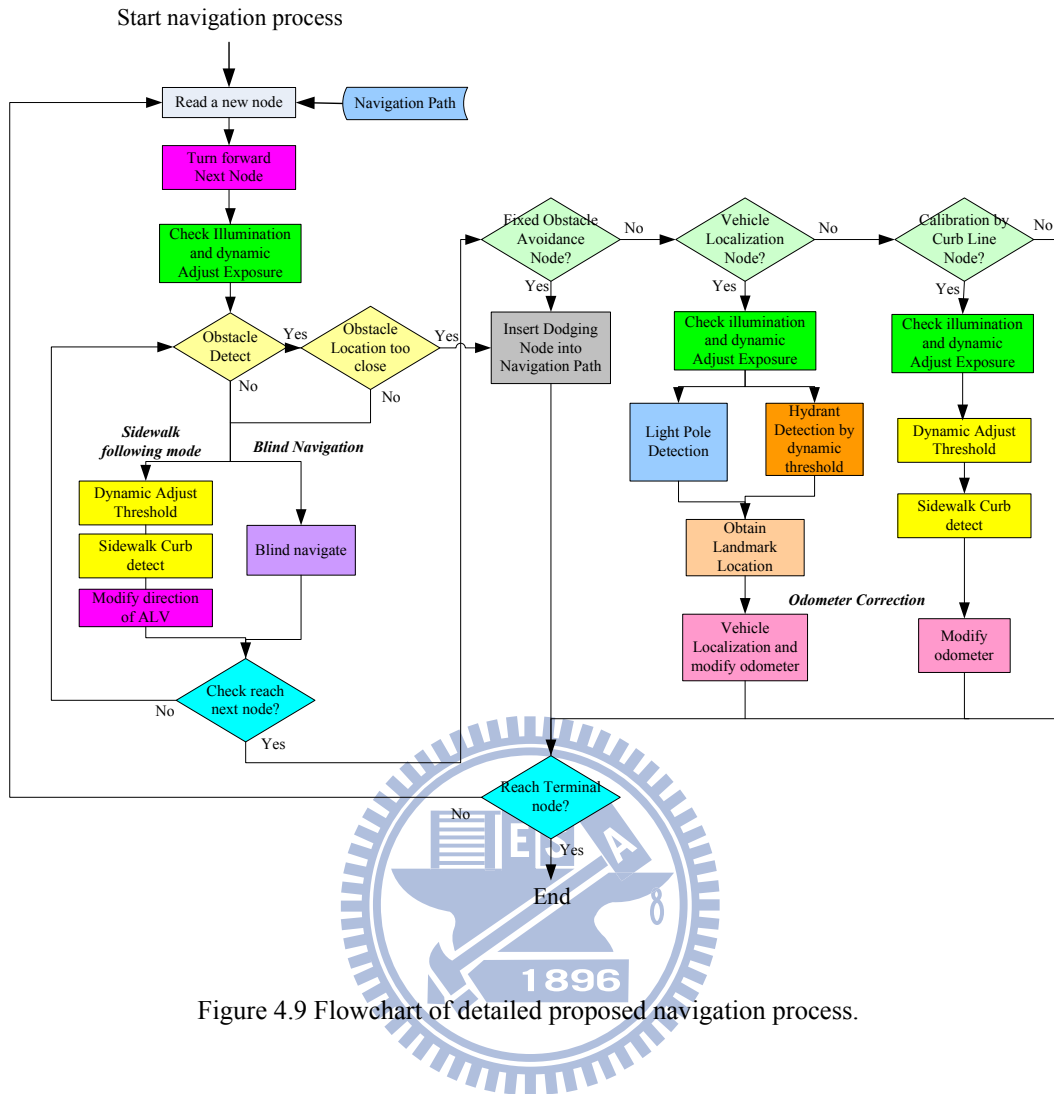 Start navigation process
Read a new node
Navigation Path
Turn forward
Next Node
Check Illumination
and dynamic
Adjust Exposure
Obstacle
Detect
Yes
No
Obstacle
Location too
close
Yes
No
Sidewalk
following mode
Blind Navigation
Dynamic Adjust
Threshold
Sidewalk Curb
detect
Modify direction
of ALV
Blind navigate
Check reach
next node?
No
Yes
Fixed Obstacle
Avoidance
Node?
No
Yes
Insert Dodging
Node into
Navigation Path
Vehicle
Localization
Node?
No
Yes
Check illumination
and dynamic
Adjust Exposure
Light Pole
Detection
Hydrant
Detection by
dynamic
threshold
Obtain
Landmark
Location
Vehicle
Localization and
modify odometer
Odometer Correction
Calibration by
Curb Line
Node?
No
Yes
Check illumination
and dynamic
Adjust Exposure
Dynamic Adjust
Threshold
Sidewalk Curb
detect
Modify
odometer
Reach Terminal
node?
No
Yes
End
E S A
1896
Figure 4.9 Flowchart of detailed proposed navigation process.